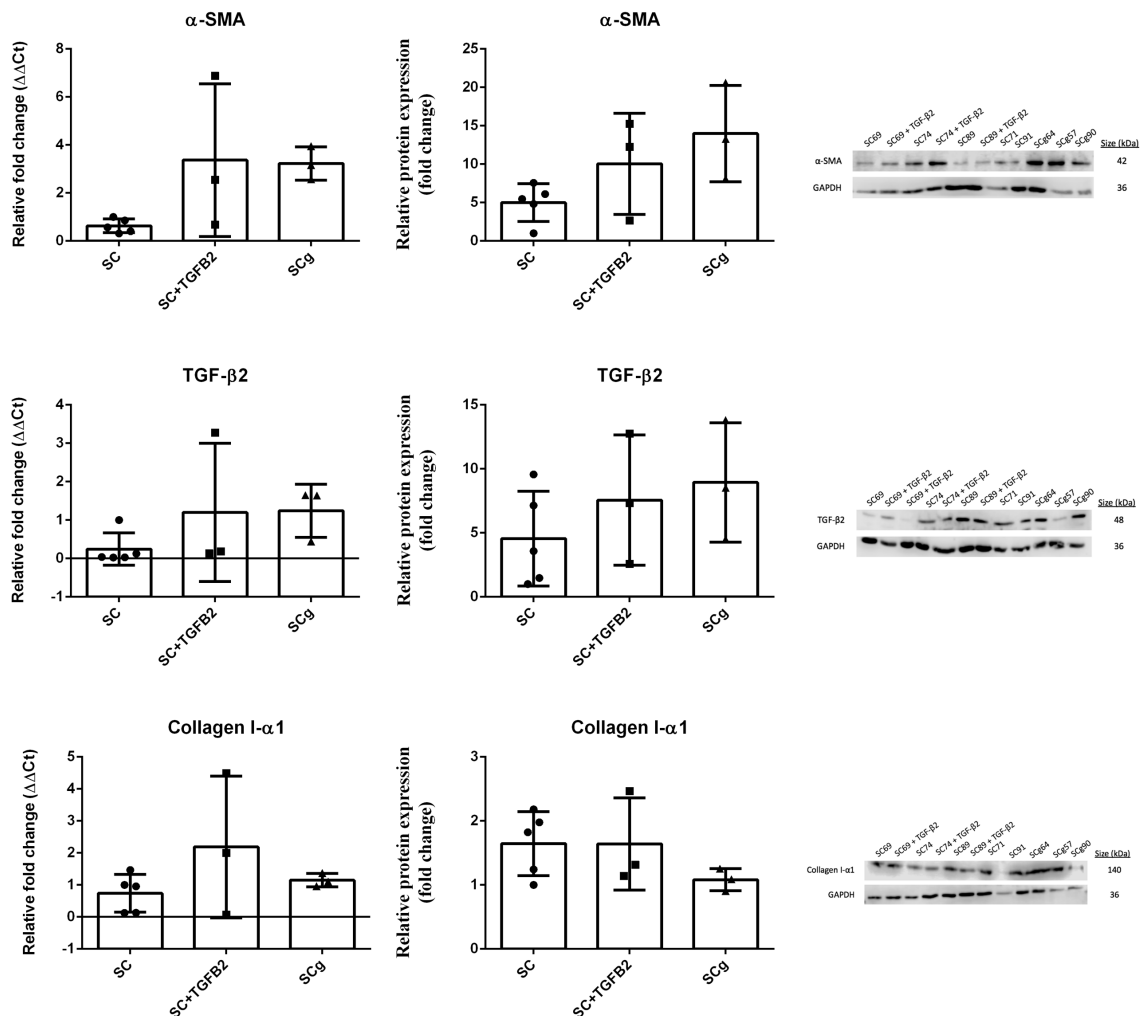 α-SMA
Relative fold change (ΔΔCt)
8
6
4
2
0
SC
SC+TGFB2
SCg
α-SMA
Relative protein expression
(fold change)
25
20
15
10
5
0
SC
SC+TGFB2
SCg
SC69 SC69 + TGF-β2 SC74 SC74 + TGF-β2 SC89 SC89 + TGF-β2 SC71 SC91 SCg64 SCg57 SCg90
Size (kDa)
α-SMA 42
GAPDH 36
TGF-β2
Relative fold change (ΔΔCt)
4
3
2
1
0
-1
SC
SC+TGFB2
SCg
TGF-β2
Relative protein expression
(fold change)
15
10
5
0
SC
SC+TGFB2
SCg
SC69 SC69 + TGF-β2 SC69 + TGF-β2 SC74 SC74 + TGF-β2 SC89 SC89 + TGF-β2 SC71 SC91 SCg64 SCg57 SCg90
Size (kDa)
TGF-β2 48
GAPDH 36
Collagen I-α1
Relative fold change (ΔΔCt)
5
4
3
2
1
0
-1
SC
SC+TGFB2
SCg
Collagen I-α1
Relative protein expression
(fold change)
3
2
1
0
SC
SC+TGFB2
SCg
SC69 SC69 + TGF-β2 SC74 SC74 + TGF-β2 SC89 SC89 + TGF-β2 SC71 SC91 SCg64 SCg57 SCg90
Size (kDa)
Collagen I-α1 140
GAPDH 36